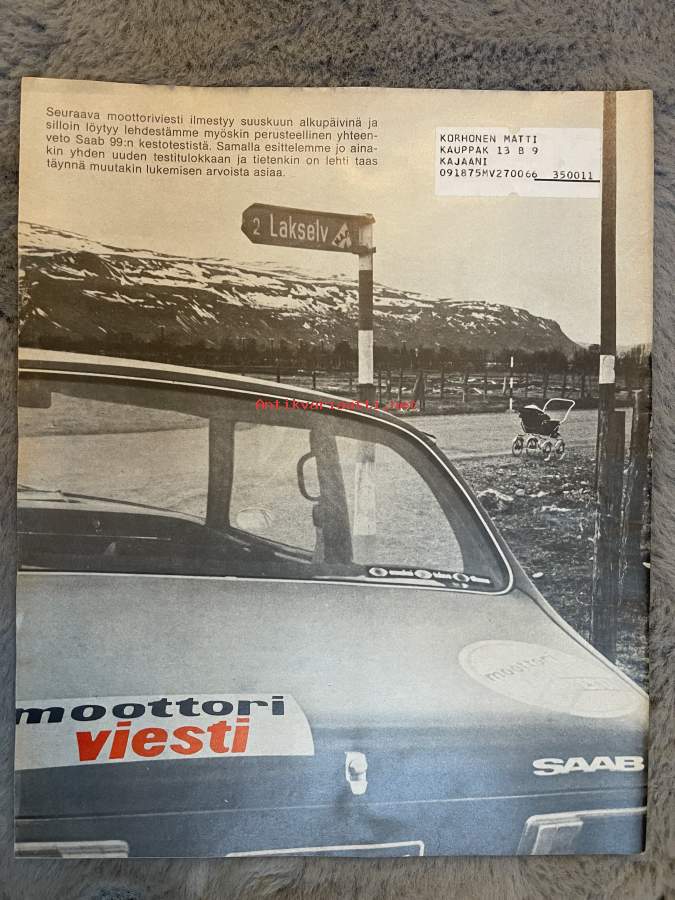 Seuraava moottoriviesti ilmestyy suuskuun alkupäivinä ja
silloin löytyy lehdestämme myöskin perusteellinen yhteen-
veto Saab 99:n kestotestistä. Samalla esittelemme jo aina-
kin yhden uuden testitulokkaan ja tietenkin on lehti taas
täynnä muutakin lukemisen arvoista asiaa.
KORHONEN MATTI
KAUPPAK 13 B 9
KAJAANI
091875MV270066 350011
2 Lakselv
Antikvariaatti.net
moottori
moottori
viesti
SAAB